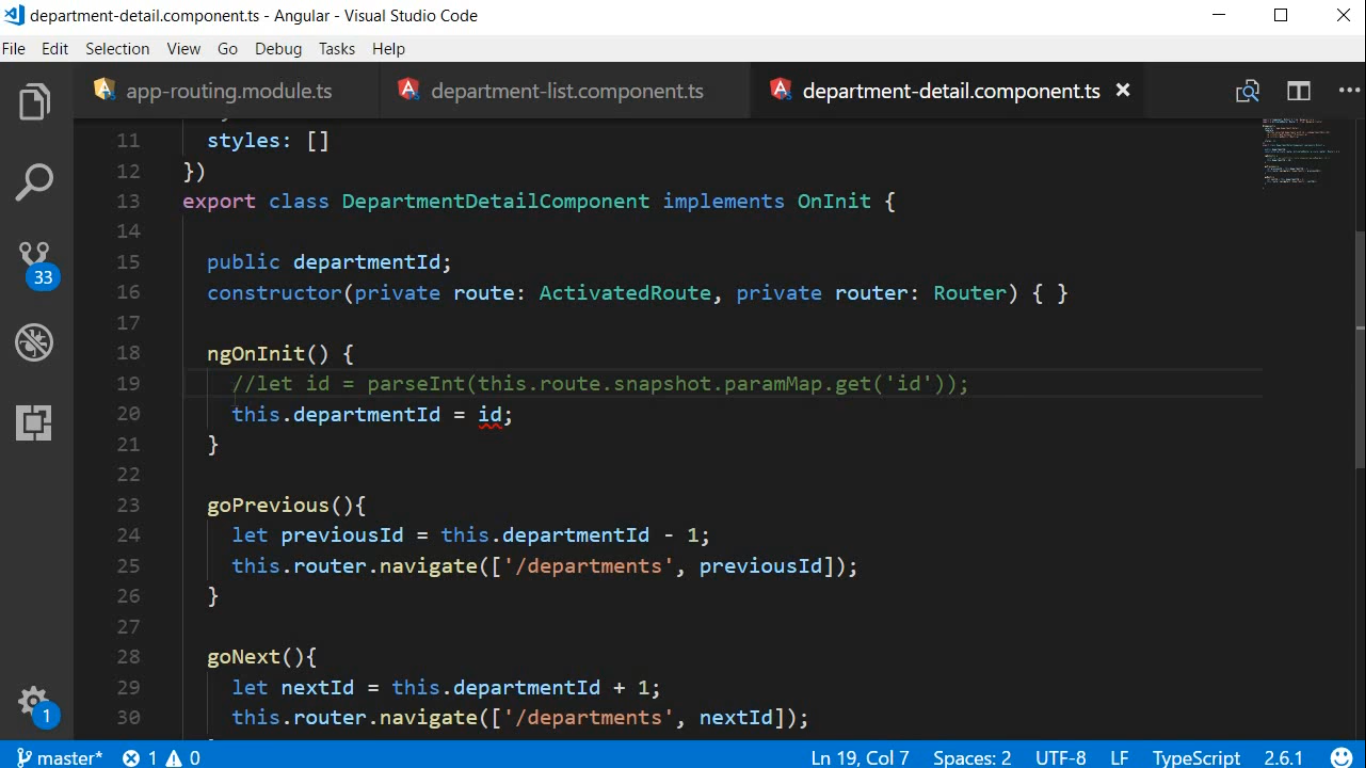 department-detail.component.ts - Angular - Visual Studio Code
File Edit Selection View Go Debug Tasks Help
app-routing.module.ts department-list.component.ts department-detail.component.ts
11 styles: []
12 })
13 export class DepartmentDetailComponent implements OnInit {
14
15 public departmentId;
16 constructor(private route: ActivatedRoute, private router: Router) { }
17
18 ngOnInit() {
19 //let id = parseInt(this.route.snapshot.paramMap.get('id'));
20 this.departmentId = id;
21 }
22
23 goPrevious(){
24 let previousId = this.departmentId - 1;
25 this.router.navigate(['/departments', previousId]);
26 }
27
28 goNext(){
29 let nextId = this.departmentId + 1;
30 this.router.navigate(['/departments', nextId]);
33
1
master* 1 0 Ln 19, Col 7 Spaces: 2 UTF-8 LF TypeScript 2.6.1